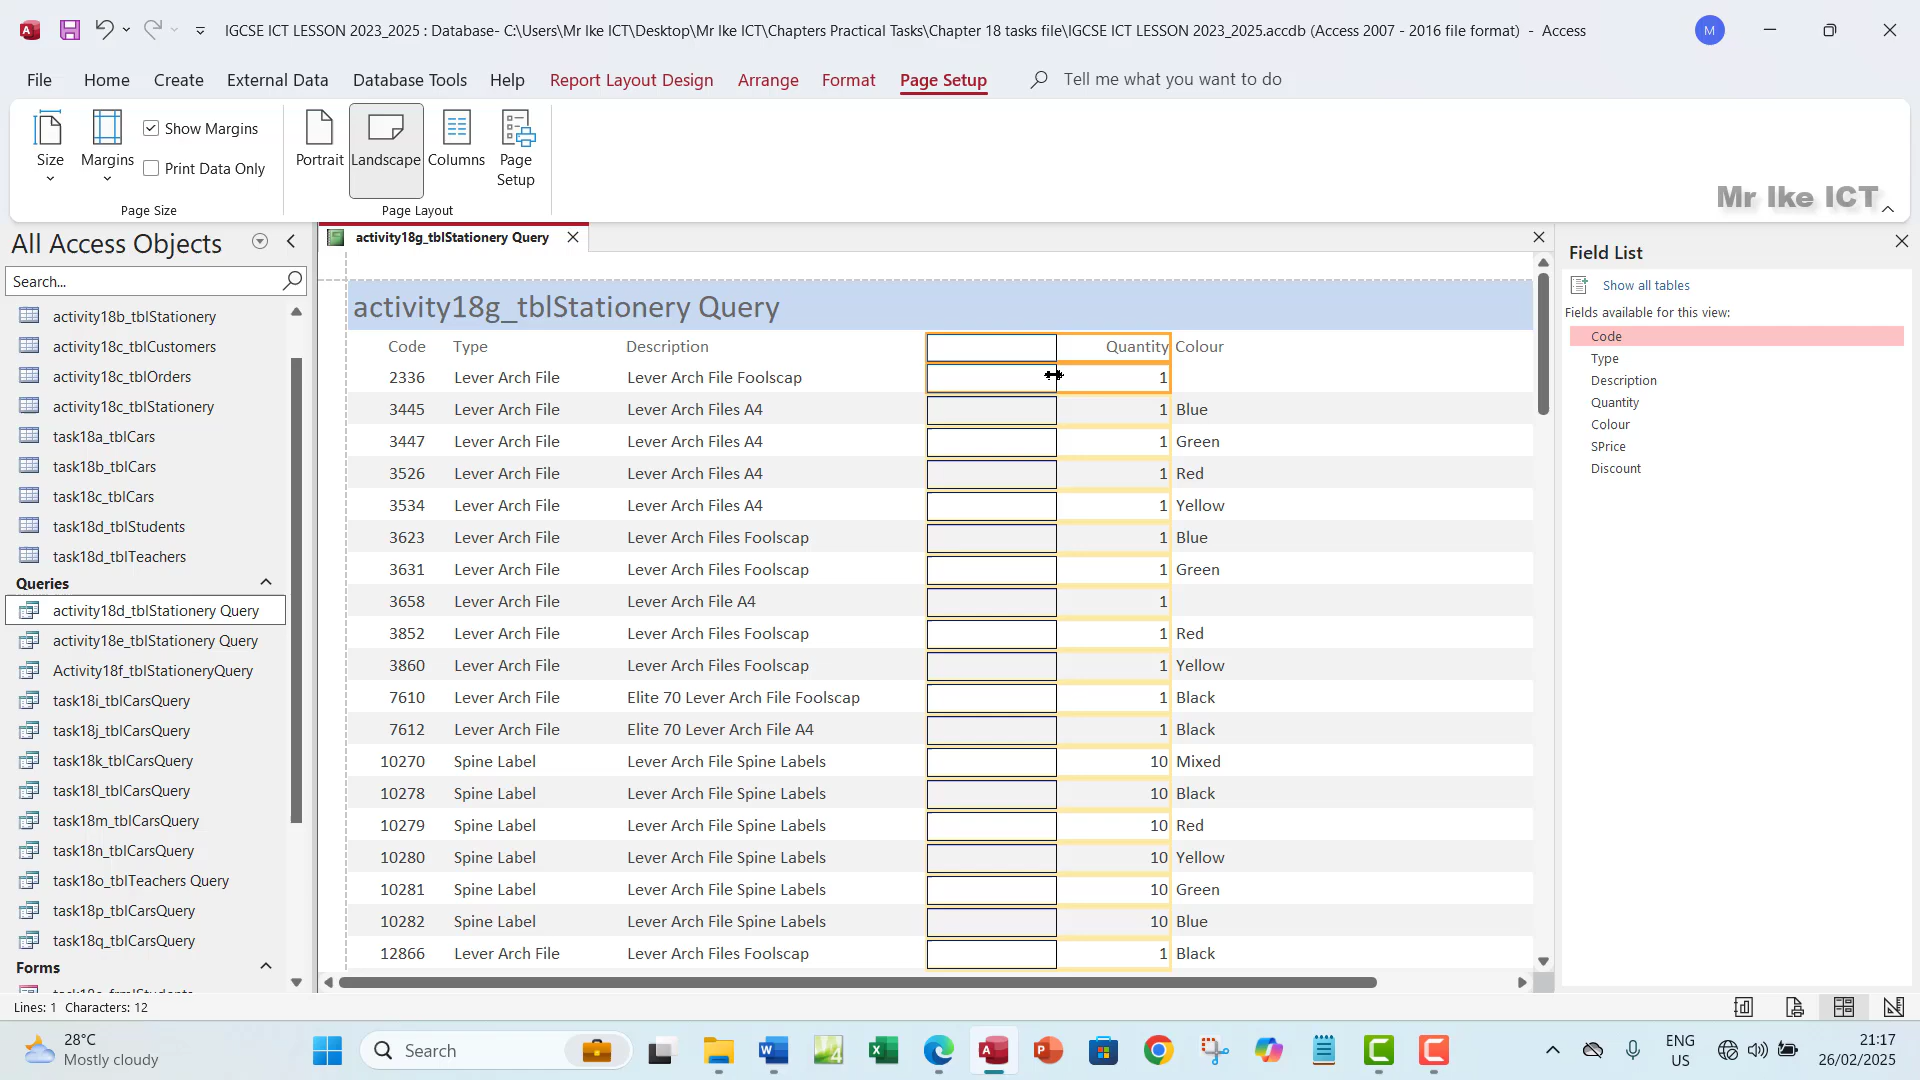 IGCSE ICT LESSON 2023_2025 : Database- C:\Users\Mr Ike ICT\Desktop\Mr Ike ICT\Chapters Practical Tasks\Chapter 18 tasks file\IGCSE ICT LESSON 2023_2025.accdb (Access 2007 - 2016 file format) - Access
M
File Home Create External Data Database Tools Help Report Layout Design Arrange Format Page Setup Tell me what you want to do
Size Margins Show Margins Print Data Only
Page Size
Portrait Landscape Columns Page Setup
Page Layout
Mr Ike ICT
All Access Objects
Search...
activity18b_tblStationery
activity18c_tblCustomers
activity18c_tblOrders
activity18c_tblStationery
task18a_tblCars
task18b_tblCars
task18c_tblCars
task18d_tblStudents
task18d_tblTeachers
Queries
activity18d_tblStationery Query
activity18e_tblStationery Query
Activity18f_tblStationeryQuery
task18i_tblCarsQuery
task18j_tblCarsQuery
task18k_tblCarsQuery
task18l_tblCarsQuery
task18m_tblCarsQuery
task18n_tblCarsQuery
task18o_tblTeachers Query
task18p_tblCarsQuery
task18q_tblCarsQuery
Forms
activity18g_tblStationery Query
activity18g_tblStationery Query
Code Type Description Quantity Colour
2336 Lever Arch File Lever Arch File Foolscap 1
3445 Lever Arch File Lever Arch Files A4 1 Blue
3447 Lever Arch File Lever Arch Files A4 1 Green
3526 Lever Arch File Lever Arch Files A4 1 Red
3534 Lever Arch File Lever Arch Files A4 1 Yellow
3623 Lever Arch File Lever Arch Files Foolscap 1 Blue
3631 Lever Arch File Lever Arch Files Foolscap 1 Green
3658 Lever Arch File Lever Arch File A4 1
3852 Lever Arch File Lever Arch Files Foolscap 1 Red
3860 Lever Arch File Lever Arch Files Foolscap 1 Yellow
7610 Lever Arch File Elite 70 Lever Arch File Foolscap 1 Black
7612 Lever Arch File Elite 70 Lever Arch File A4 1 Black
10270 Spine Label Lever Arch File Spine Labels 10 Mixed
10278 Spine Label Lever Arch File Spine Labels 10 Black
10279 Spine Label Lever Arch File Spine Labels 10 Red
10280 Spine Label Lever Arch File Spine Labels 10 Yellow
10281 Spine Label Lever Arch File Spine Labels 10 Green
10282 Spine Label Lever Arch File Spine Labels 10 Blue
12866 Lever Arch File Lever Arch Files Foolscap 1 Black
Field List
Show all tables
Fields available for this view:
Code
Type
Description
Quantity
Colour
SPrice
Discount
Lines: 1 Characters: 12
28°C
Mostly cloudy
Search
ENG
US
21:17
26/02/2025